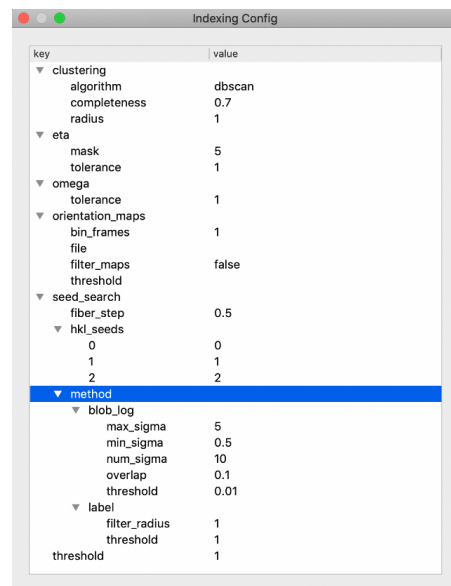 Indexing Config
key value
clustering
algorithm dbscan
completeness 0.7
radius 1
eta
mask 5
tolerance 1
omega
tolerance 1
orientation_maps
bin_frames 1
file
filter_maps false
threshold
seed_search
fiber_step 0.5
hkl_seeds
0 0
1 1
2 2
method
blob_log
max_sigma 5
min_sigma 0.5
num_sigma 10
overlap 0.1
threshold 0.01
label
filter_radius 1
threshold 1
threshold 1